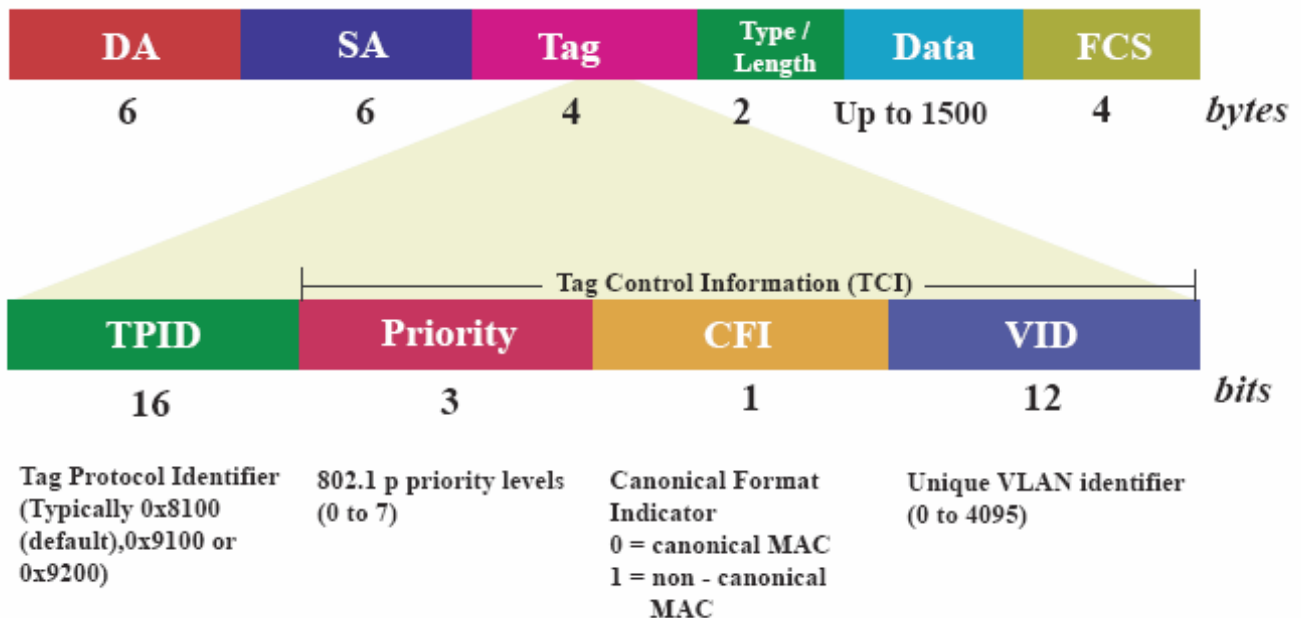 DA SA Tag Type / Length Data FCS
6 6 4 2 Up to 1500 4 bytes
Tag Control Information (TCI)
TPID Priority CFI VID
16 3 1 12 bits
Tag Protocol Identifier
(Typically 0x8100
(default),0x9100 or
0x9200)
802.1 p priority levels
(0 to 7)
Canonical Format
Indicator
0 = canonical MAC
1 = non - canonical
MAC
Unique VLAN identifier
(0 to 4095)